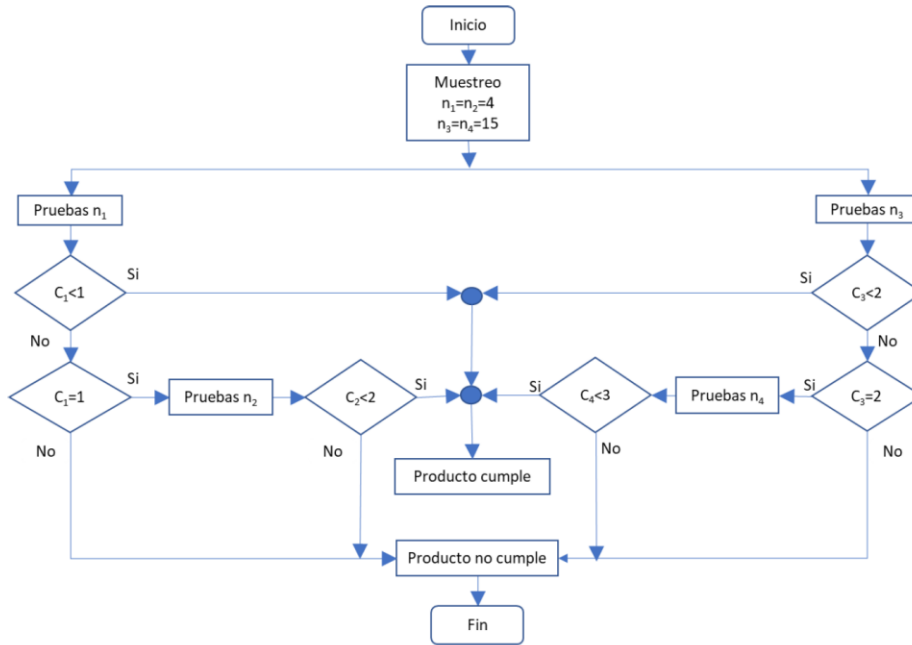 Inicio
Muestreo
n₁=n₂=4
n₃=n₄=15
Pruebas n₁
Pruebas n₃
Si
C₁<1
Si
C₃<2
No
No
C₁=1
Si
Pruebas n₂
C₂<2
Si
Si
C₄<3
Pruebas n₄
Si
C₃=2
No
No
No
No
Producto cumple
Producto no cumple
Fin